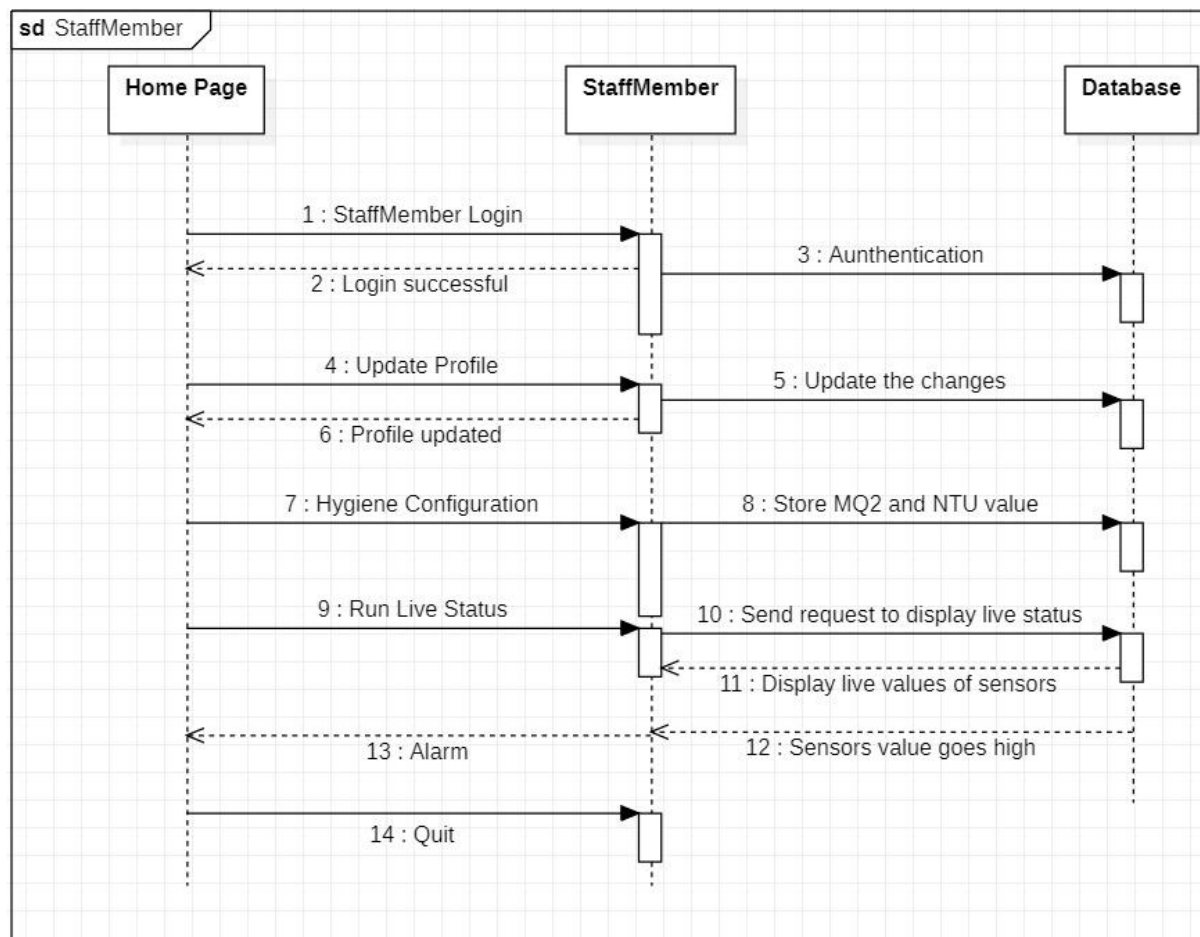 sd StaffMember
Home Page
StaffMember
Database
1 : StaffMember Login
2 : Login successful
3 : Aunthentication
4 : Update Profile
5 : Update the changes
6 : Profile updated
7 : Hygiene Configuration
8 : Store MQ2 and NTU value
9 : Run Live Status
10 : Send request to display live status
11 : Display live values of sensors
12 : Sensors value goes high
13 : Alarm
14 : Quit